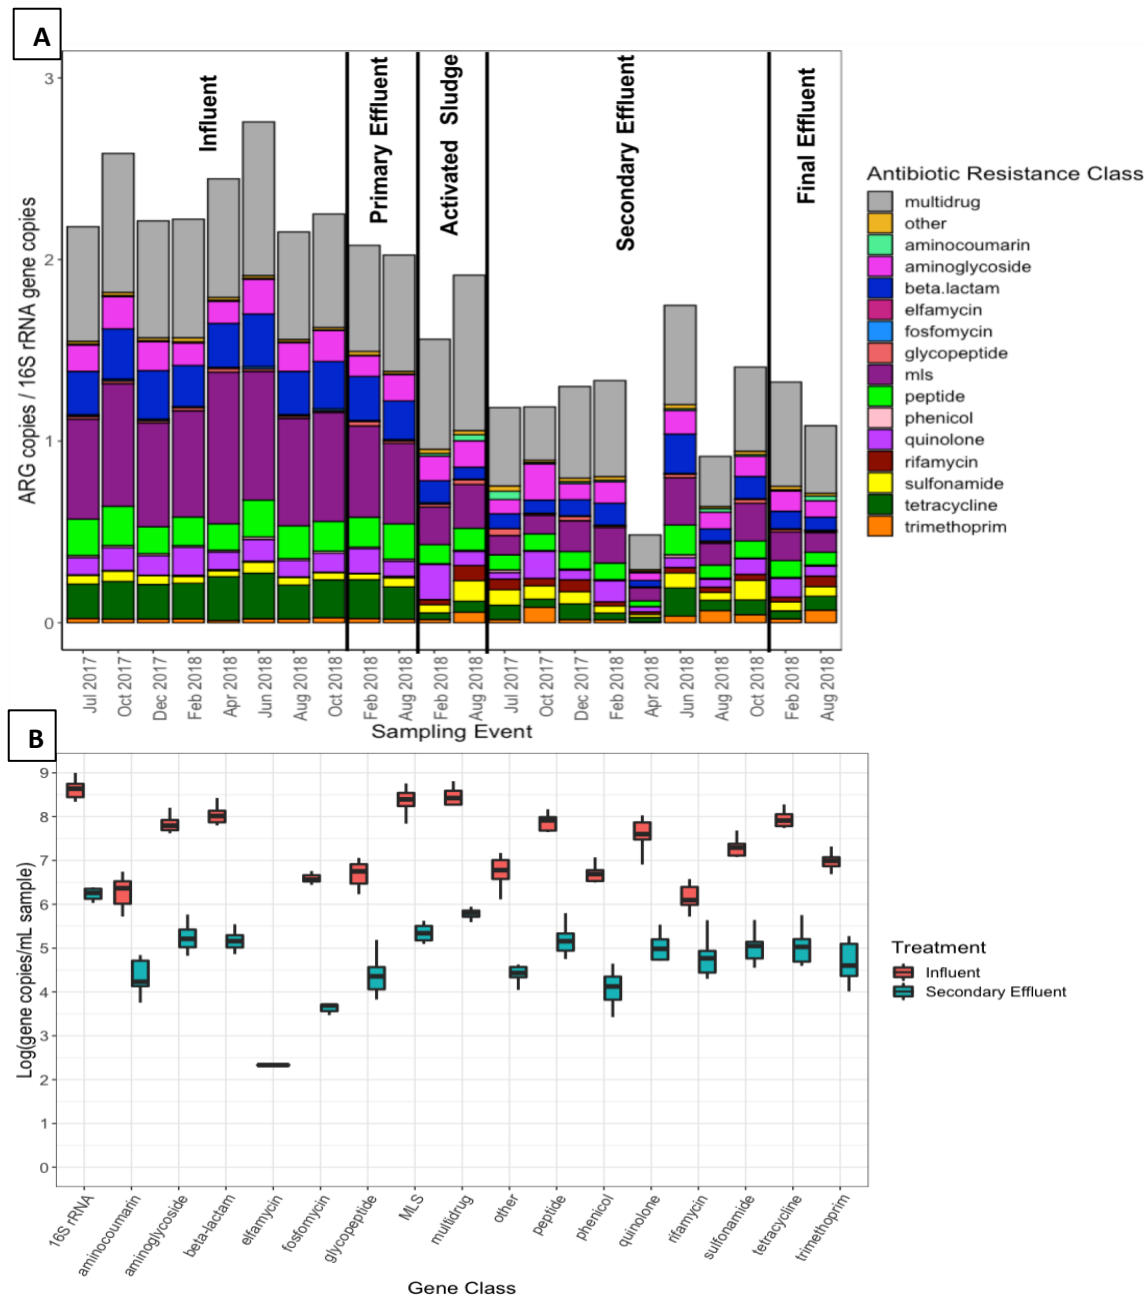 A
Influent
Primary Effluent
Activated Sludge
Secondary Effluent
Final Effluent
3
2
1
0
ARG copies / 16S rRNA gene copies
Jul 2017
Oct 2017
Dec 2017
Feb 2018
Apr 2018
Jun 2018
Aug 2018
Oct 2018
Feb 2018
Aug 2018
Feb 2018
Aug 2018
Jul 2017
Oct 2017
Dec 2017
Feb 2018
Apr 2018
Jun 2018
Aug 2018
Oct 2018
Feb 2018
Aug 2018
Sampling Event
Antibiotic Resistance Class
multidrug
other
aminocoumarin
aminoglycoside
beta.lactam
elfamycin
fosfomycin
glycopeptide
mls
peptide
phenicol
quinolone
rifamycin
sulfonamide
tetracycline
trimethoprim
B
9
8
7
6
5
4
3
2
1
0
Log(gene copies/mL sample)
16S rRNA
aminocoumarin
aminoglycoside
beta-lactam
elfamycin
fosfomycin
glycopeptide
MLS
multidrug
other
peptide
phenicol
quinolone
rifamycin
sulfonamide
tetracycline
trimethoprim
Gene Class
Treatment
Influent
Secondary Effluent